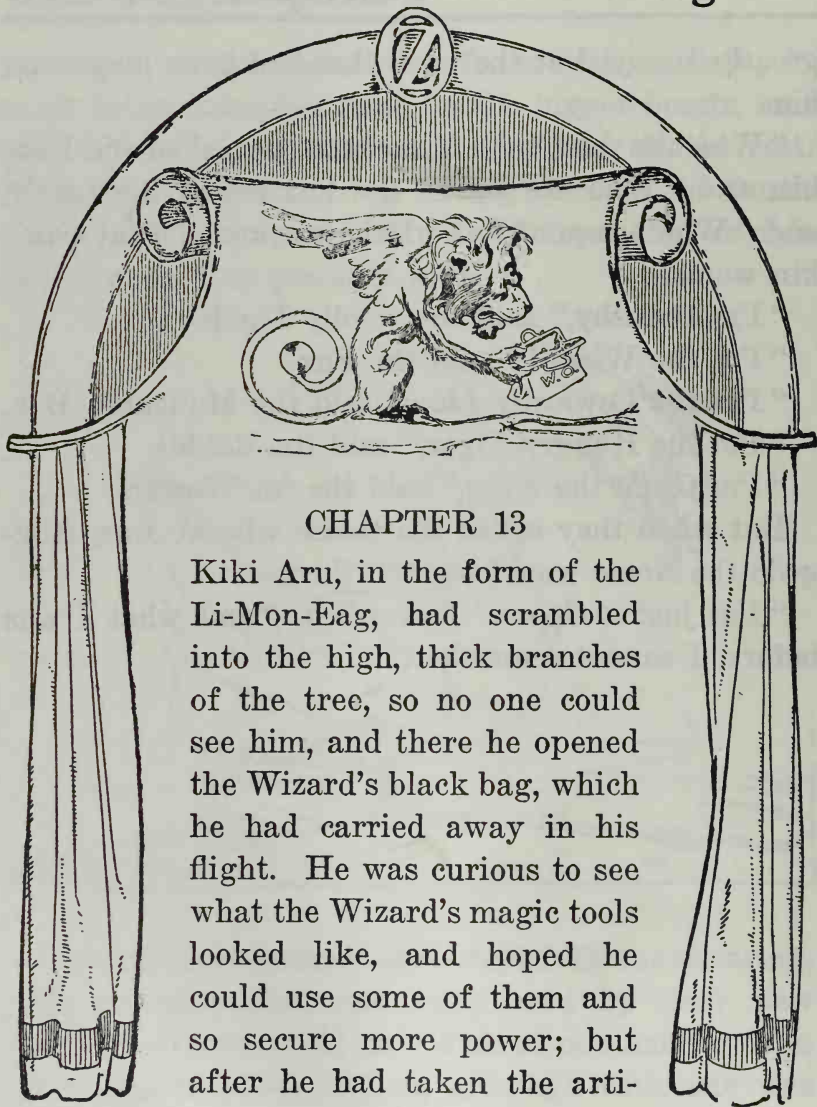 OZ
W.O.
CHAPTER 13
Kiki Aru, in the form of the
Li-Mon-Eag, had scrambled
into the high, thick branches
of the tree, so no one could
see him, and there he opened
the Wizard's black bag, which
he had carried away in his
flight. He was curious to see
what the Wizard's magic tools
looked like, and hoped he
could use some of them and
so secure more power; but
after he had taken the arti-